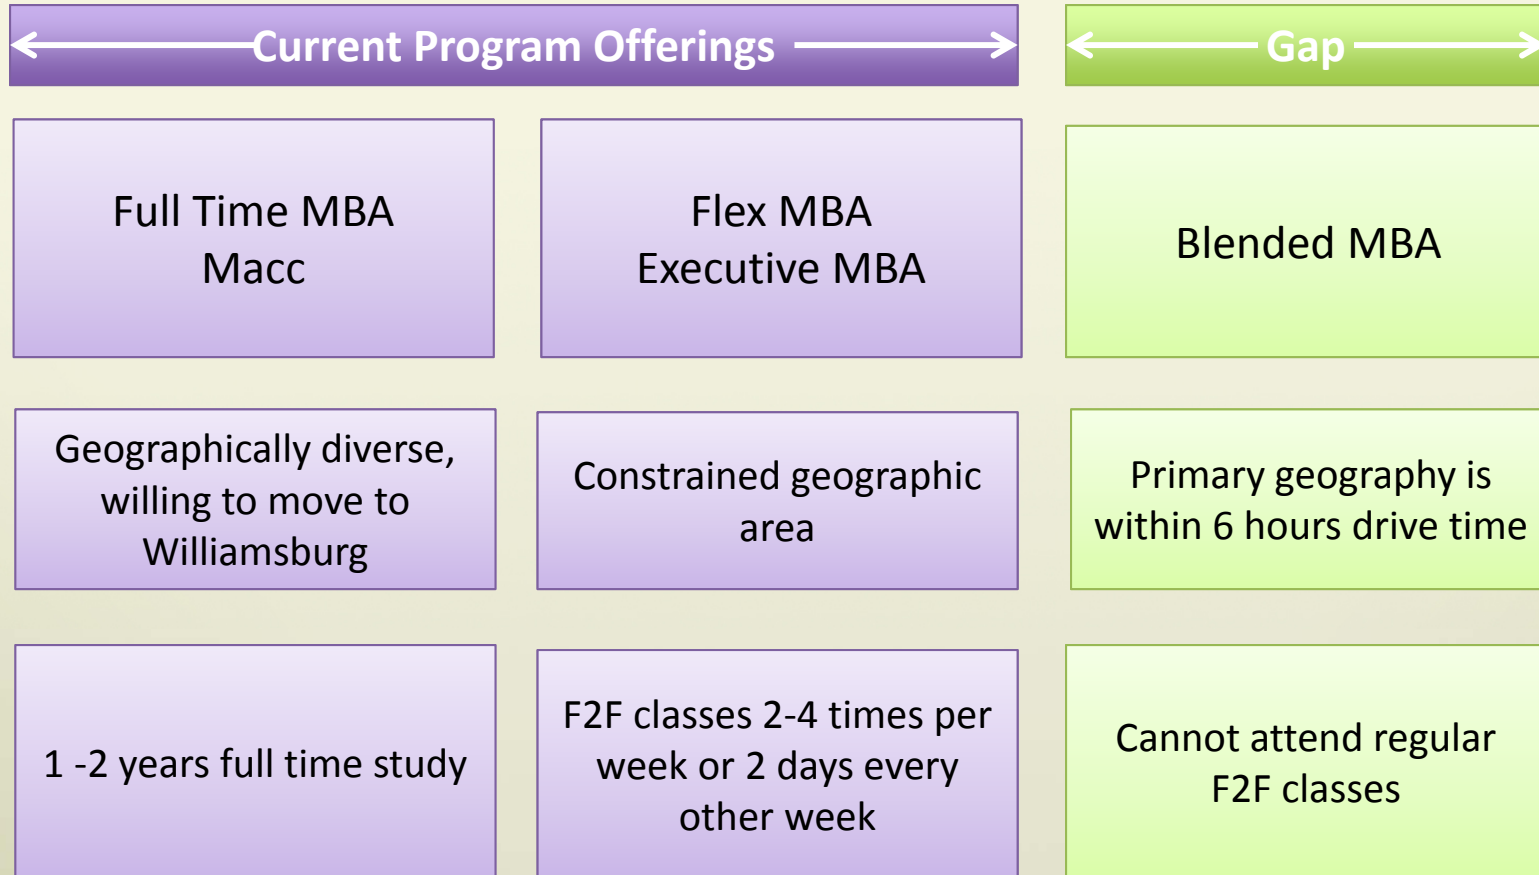 Current Program Offerings
Gap
Full Time MBA
Macc
Flex MBA
Executive MBA
Blended MBA
Geographically diverse,
willing to move to
Williamsburg
Constrained geographic
area
Primary geography is
within 6 hours drive time
1 -2 years full time study
F2F classes 2-4 times per
week or 2 days every
other week
Cannot attend regular
F2F classes